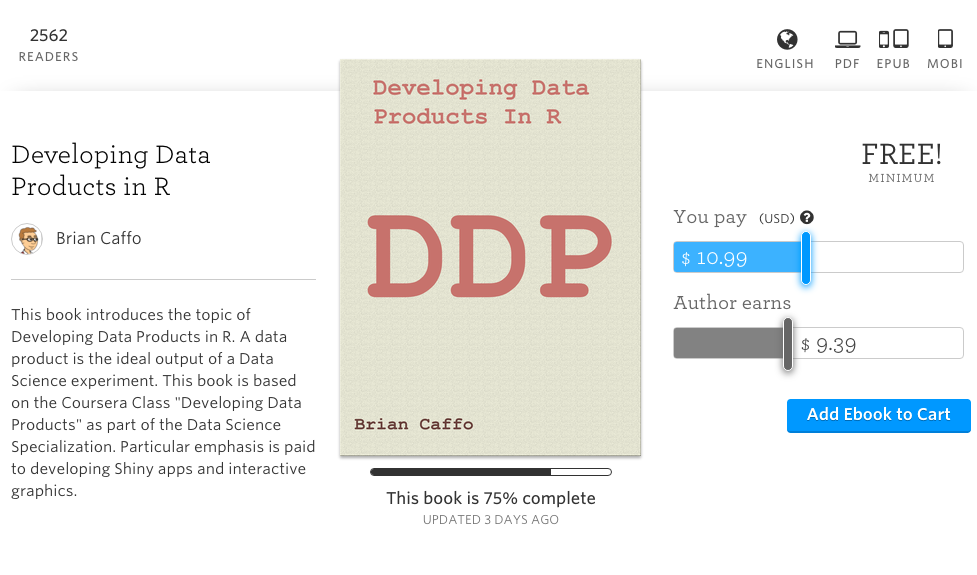 2562
READERS
ENGLISH PDF EPUB MOBI
Developing Data
Products in R
Brian Caffo
This book introduces the topic of
Developing Data Products in R. A data
product is the ideal output of a Data
Science experiment. This book is based
on the Coursera Class "Developing Data
Products" as part of the Data Science
Specialization. Particular emphasis is paid
to developing Shiny apps and interactive
graphics.
Developing Data
Products In R
DDP
Brian Caffo
This book is 75% complete
UPDATED 3 DAYS AGO
FREE!
MINIMUM
You pay (USD) ?
$ 10.99
Author earns
$ 9.39
Add Ebook to Cart